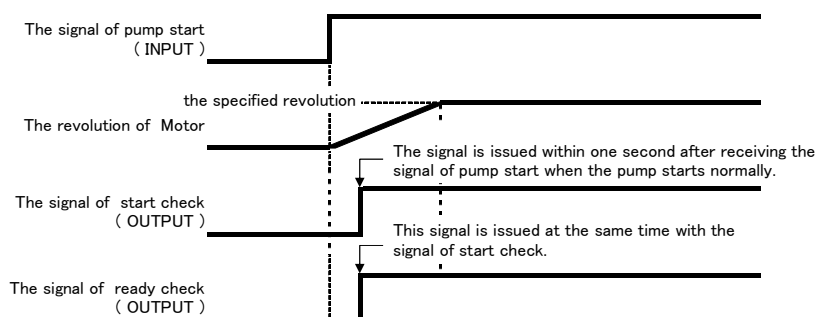 The signal of pump start
( INPUT )
the specified revolution
The revolution of Motor
The signal is issued within one second after receiving the
signal of pump start when the pump starts normally.
The signal of start check
( OUTPUT )
This signal is issued at the same time with the
signal of start check.
The signal of ready check
( OUTPUT )